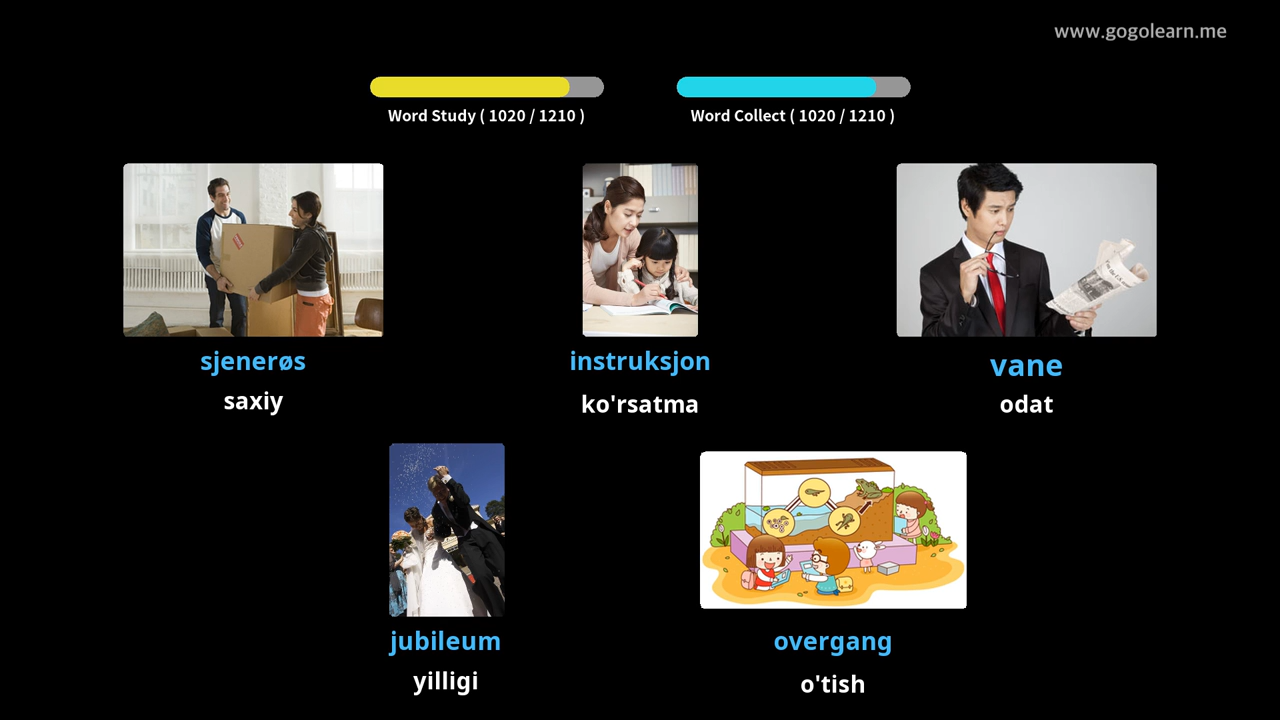 www.gogolearn.me
Word Study ( 1020 / 1210 )
Word Collect ( 1020 / 1210 )
sjenerøs
saxiy
instruksjon
ko'rsatma
vane
odat
jubileum
yilligi
overgang
o'tish